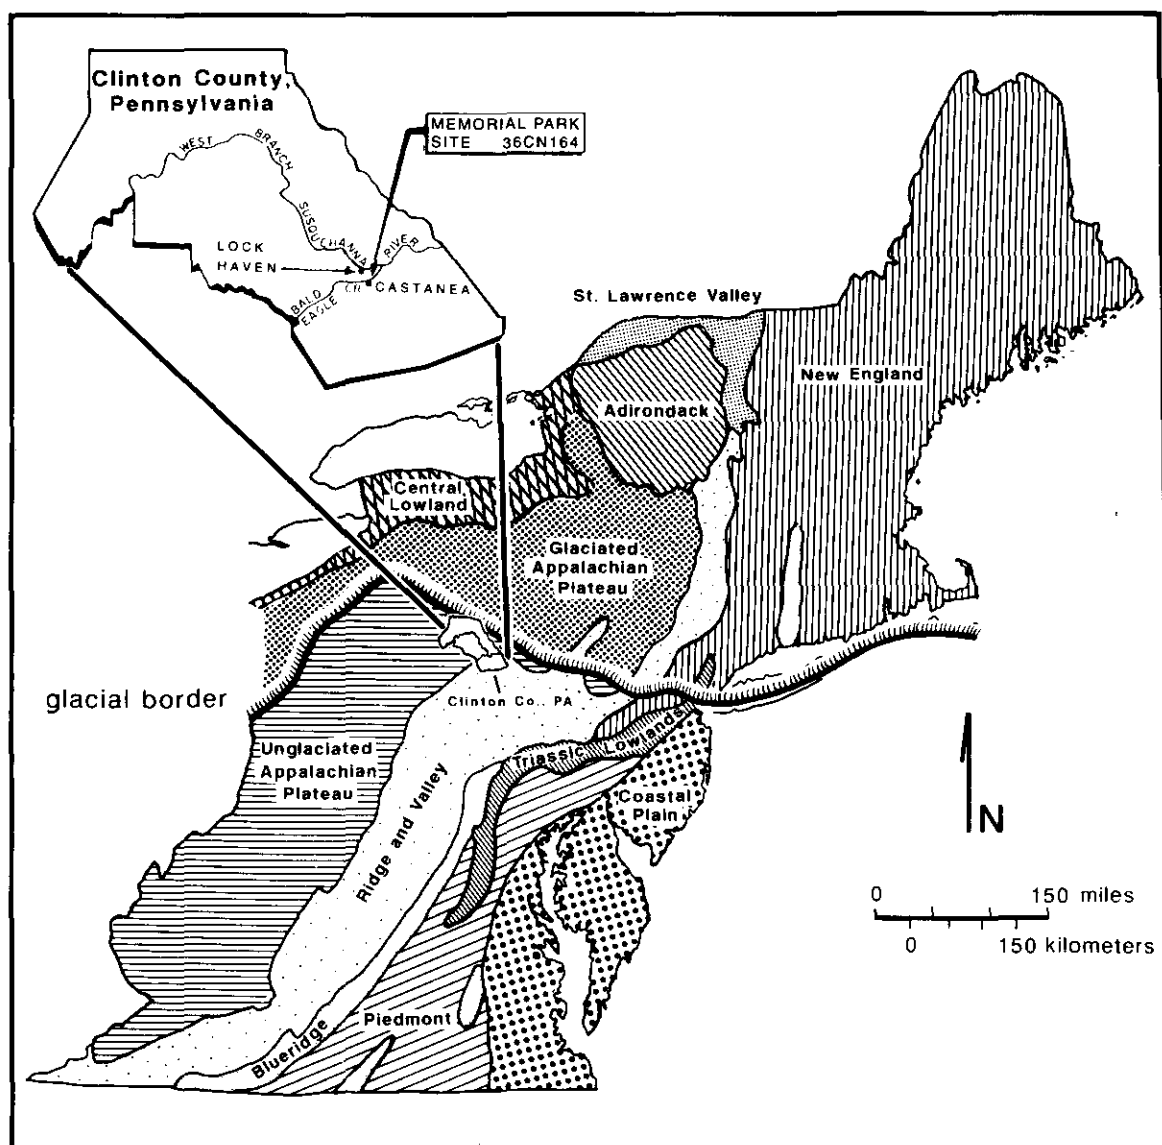 Clinton County,
Pennsylvania
MEMORIAL PARK
SITE 36CN164
WEST
BRANCH
SUSQUEHANNA
RIVER
LOCK
HAVEN
BALD
EAGLE
CR.
CASTANEA
St. Lawrence Valley
New England
Adirondack
Central
Lowland
Glaciated
Appalachian
Plateau
glacial border
Clinton Co., PA
Unglaciated
Appalachian
Plateau
Triassic Lowlands
Ridge and Valley
Coastal
Plain
N
0 150 miles
0 150 kilometers
Piedmont
Blueridge